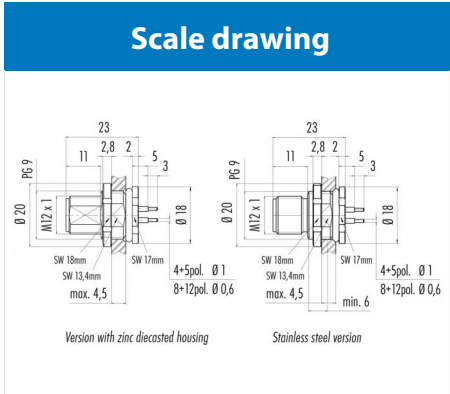 Scale drawing
23
11
2,8
2
5
3
PG 9
Ø 20
M12 x 1
Ø 18
SW 18mm
SW 17mm
SW 13,4mm
max. 4,5
4+5pol. Ø 1
8+12pol. Ø 0,6
Version with zinc diecasted housing
23
11
2,8
2
5
3
PG 9
Ø 20
M12 x 1
Ø 18
SW 18mm
SW 17mm
SW 13,4mm
max. 4,5
4+5pol. Ø 1
8+12pol. Ø 0,6
min. 6
Stainless steel version